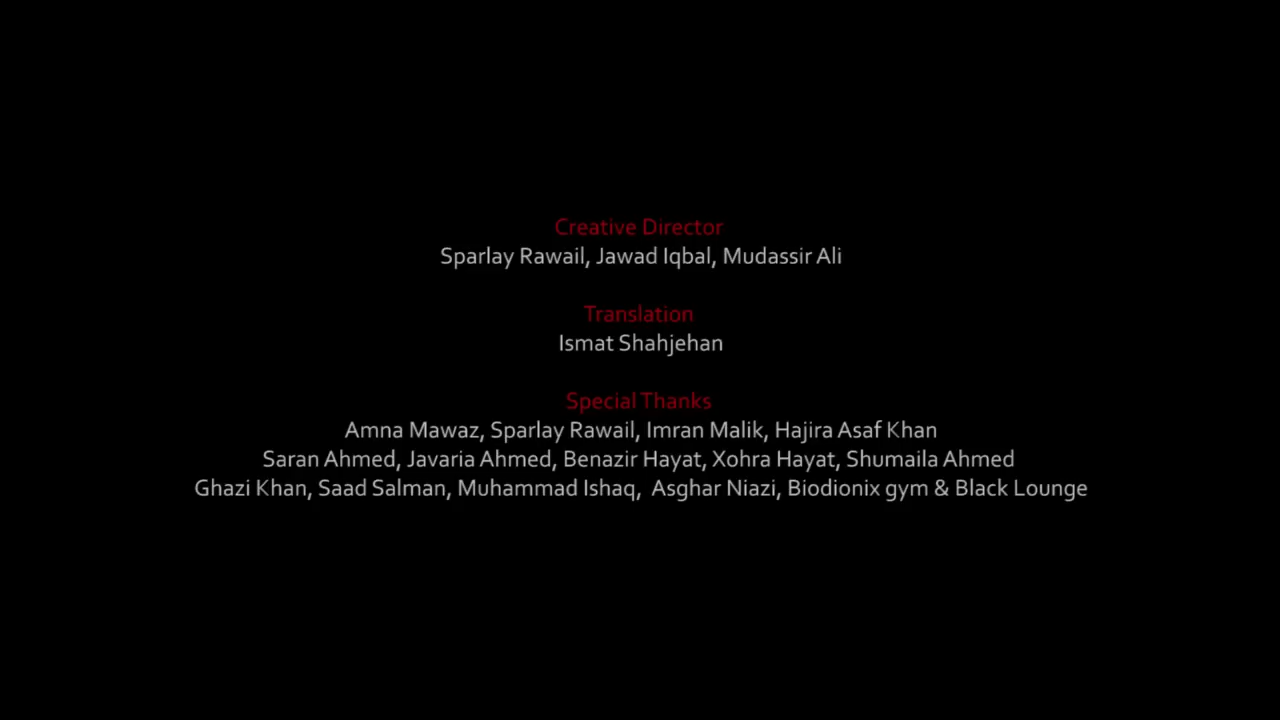 Creative Director
Sparlay Rawail, Jawad Iqbal, Mudassir Ali
Translation
Ismat Shahjehan
Special Thanks
Amna Mawaz, Sparlay Rawail, Imran Malik, Hajira Asaf Khan
Saran Ahmed, Javaria Ahmed, Benazir Hayat, Xohra Hayat, Shumaila Ahmed
Ghazi Khan, Saad Salman, Muhammad Ishaq,  Asghar Niazi, Biodionix gym & Black Lounge